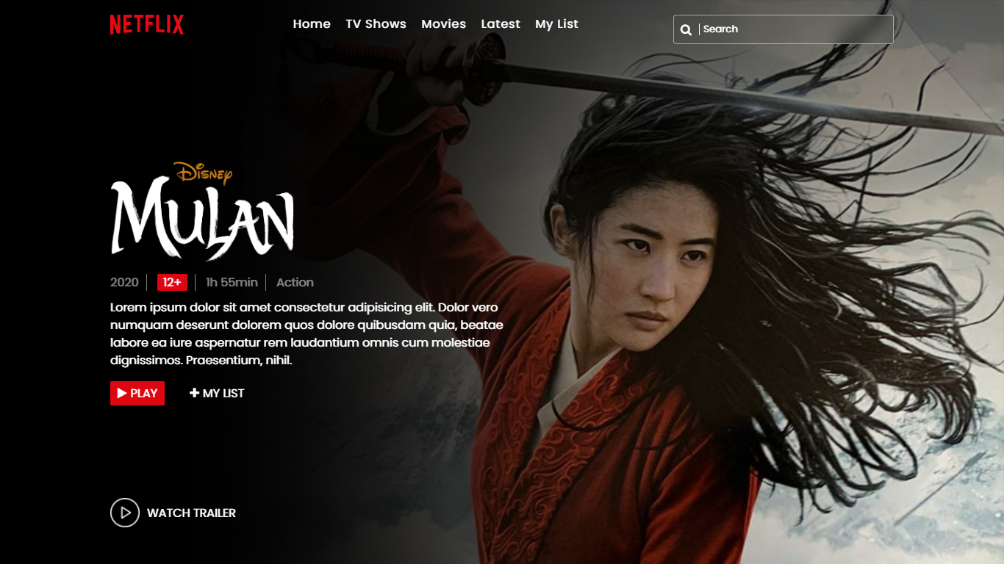 NETFLIX
Home TV Shows Movies Latest My List
Search
Disney
MULAN
2020 12+ 1h 55min Action
Lorem ipsum dolor sit amet consectetur adipisicing elit. Dolor vero
numquam deserunt dolorem quos dolore quibusdam quia, beatae
labore ea iure aspernatur rem laudantium omnis cum molestiae
dignissimos. Praesentium, nihil.
PLAY MY LIST
WATCH TRAILER